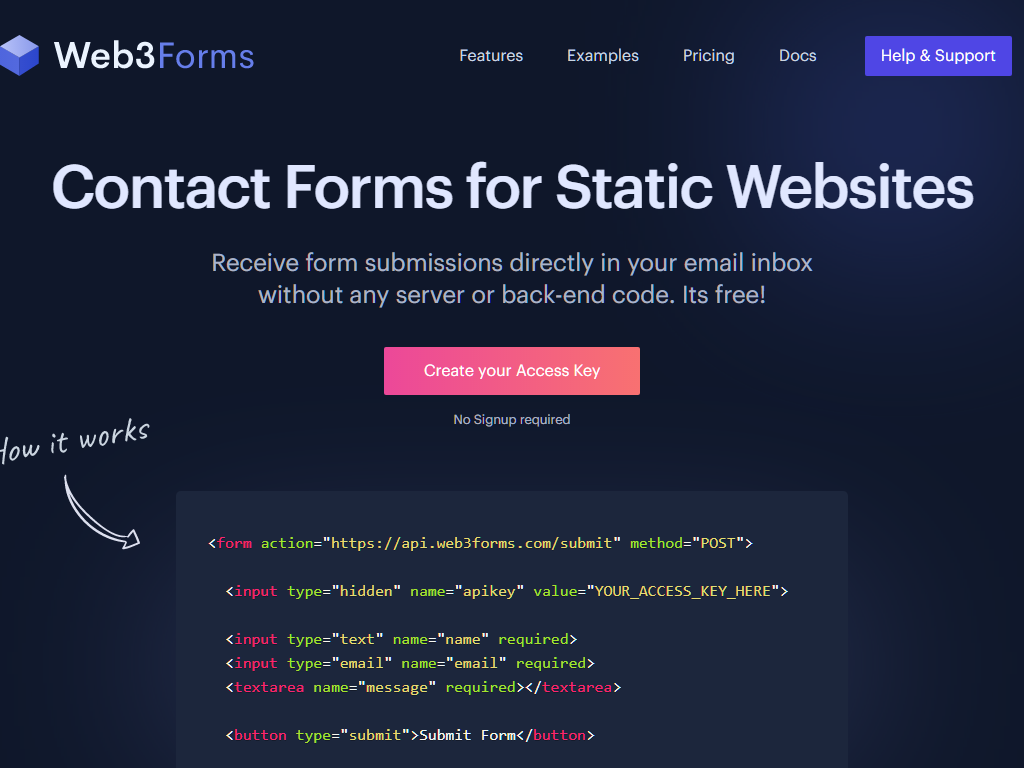 Web3Forms
Features
Examples
Pricing
Docs
Help & Support
Contact Forms for Static Websites
Receive form submissions directly in your email inbox
without any server or back-end code. Its free!
Create your Access Key
No Signup required
How it works
<form action="https://api.web3forms.com/submit" method="POST">
<input type="hidden" name="apikey" value="YOUR_ACCESS_KEY_HERE">
<input type="text" name="name" required>
<input type="email" name="email" required>
<textarea name="message" required></textarea>
<button type="submit">Submit Form</button>